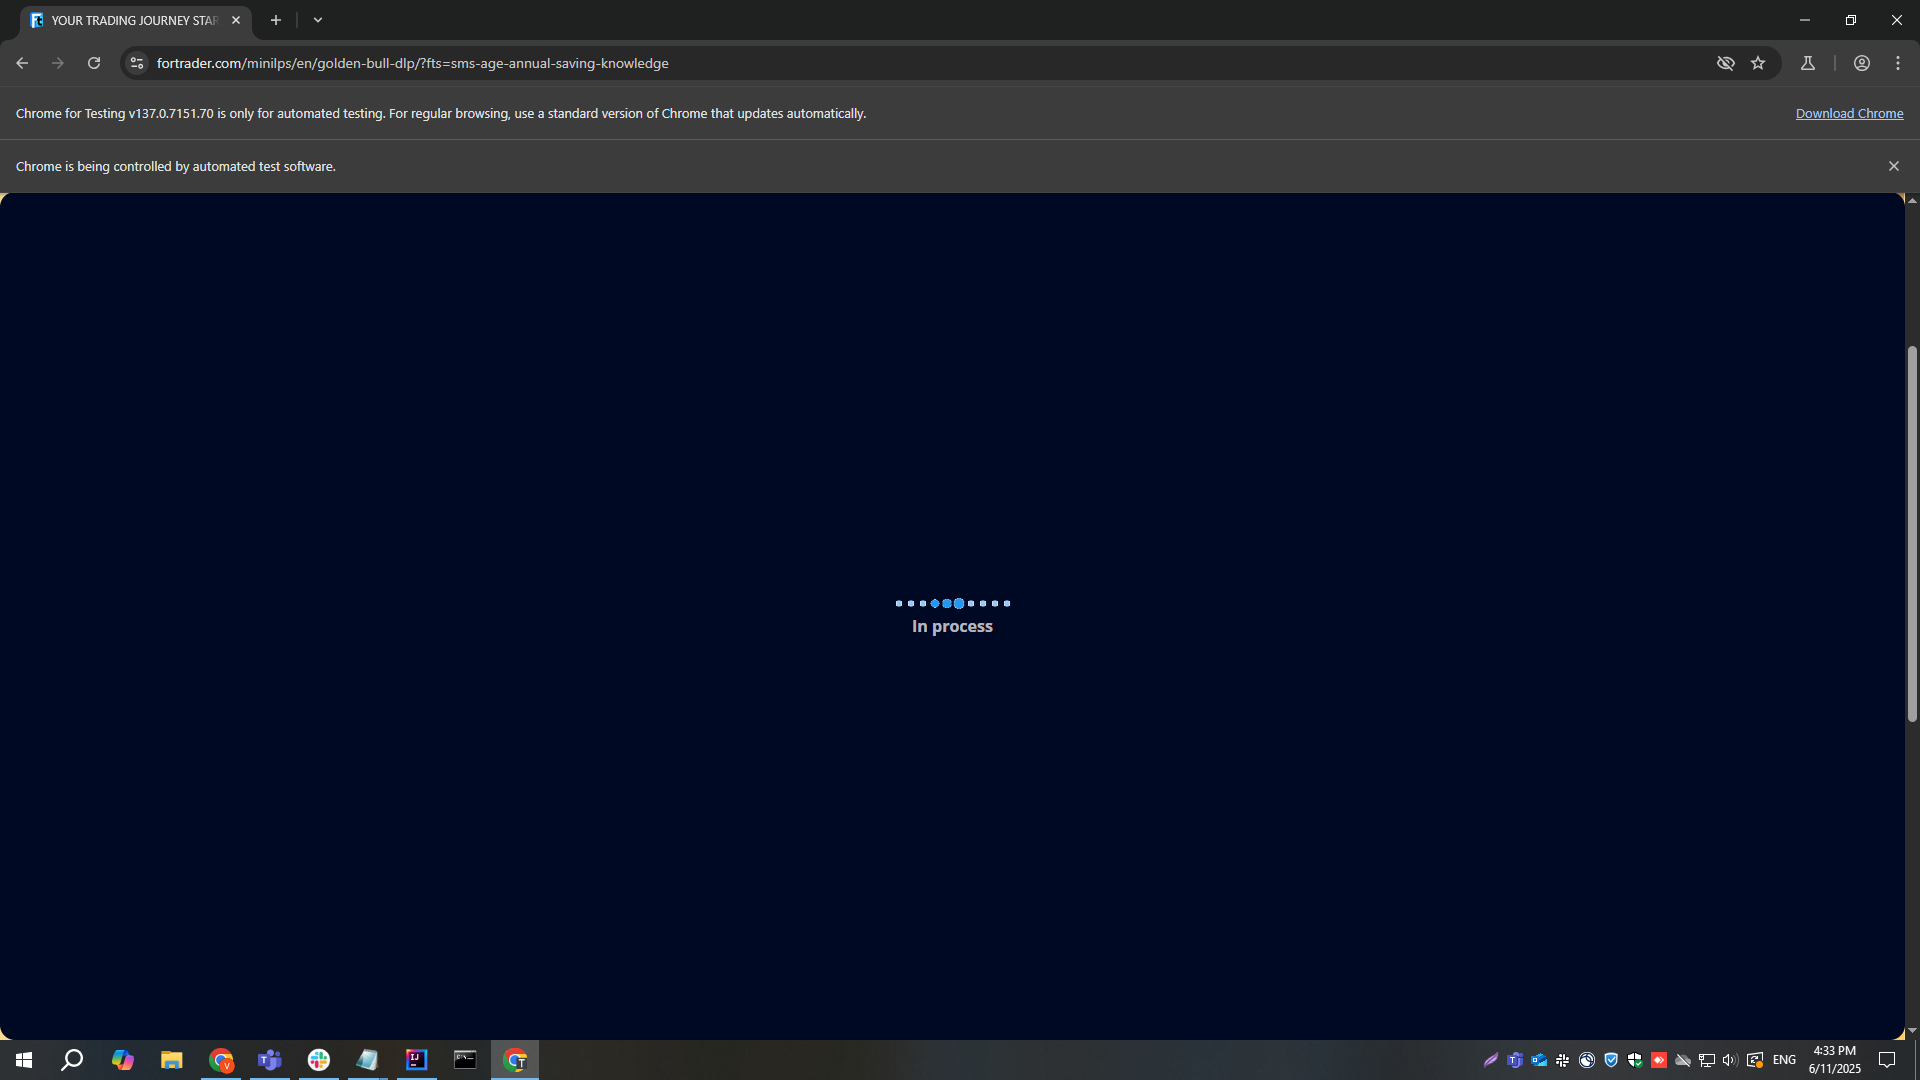 YOUR TRADING JOURNEY STAR
fortrader.com/minilps/en/golden-bull-dlp/?fts=sms-age-annual-saving-knowledge
Chrome for Testing v137.0.7151.70 is only for automated testing. For regular browsing, use a standard version of Chrome that updates automatically.
Download Chrome
Chrome is being controlled by automated test software.
In process
ENG
4:33 PM
6/11/2025